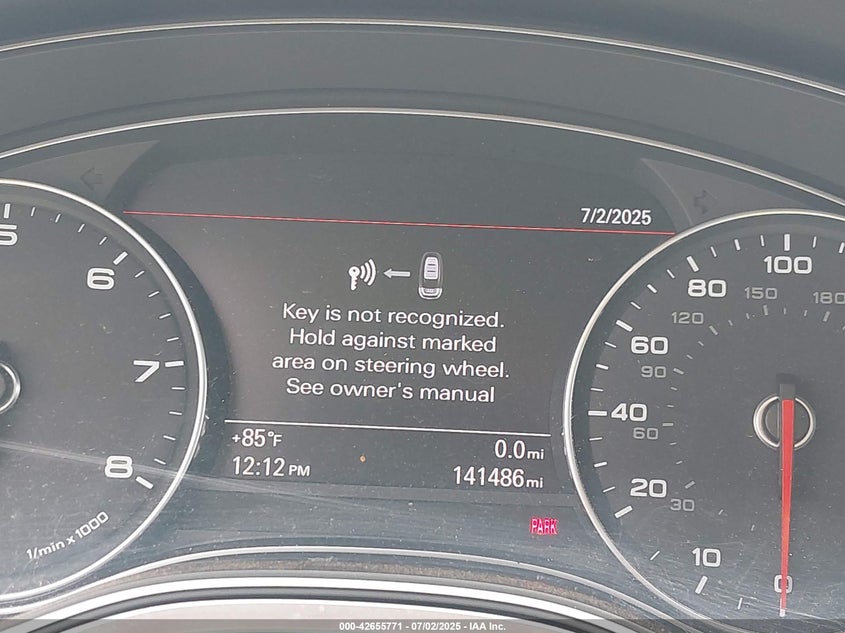 7/2/2025
Key is not recognized.
Hold against marked
area on steering wheel.
See owner's manual
+85°F
0.0mi
12:12 PM
141486mi
PARK
5
6
7
8
1/min x 1000
100
80
150
180
120
60
90
40
60
20
30
10
0
000-42655771 - 07/02/2025 - IAA Inc.